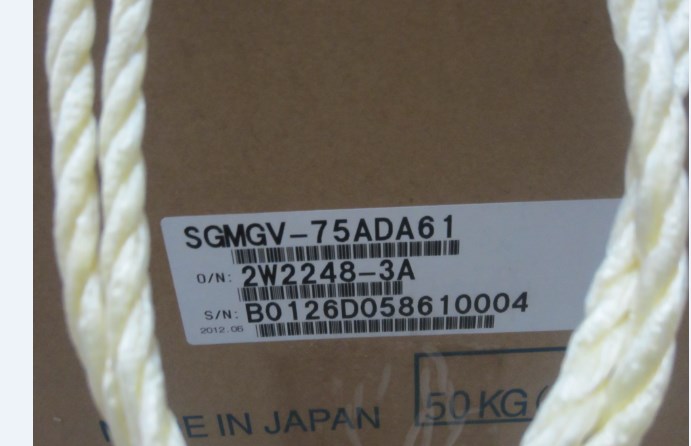 SGMGV-75ADA61
O/N: 2W2248-3A
S/N: B0126D058610004
2012.06
E IN JAPAN
50 KG